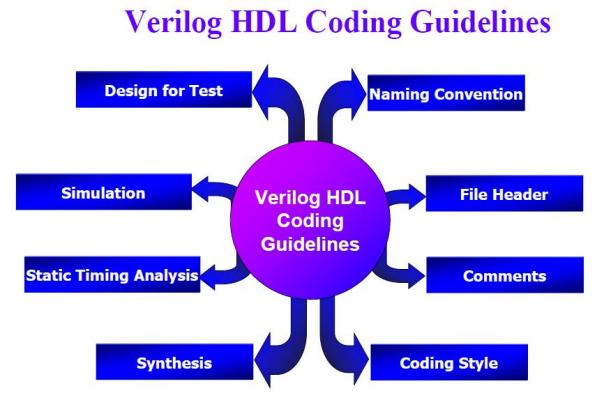 Verilog HDL Coding Guidelines
Design for Test
Naming Convention
Simulation
Verilog HDL
Coding
Guidelines
File Header
Static Timing Analysis
Comments
Synthesis
Coding Style